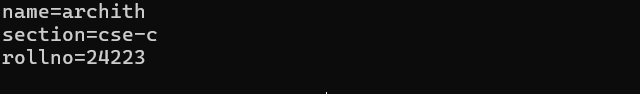 name=archith
section=cse-c
rollno=24223